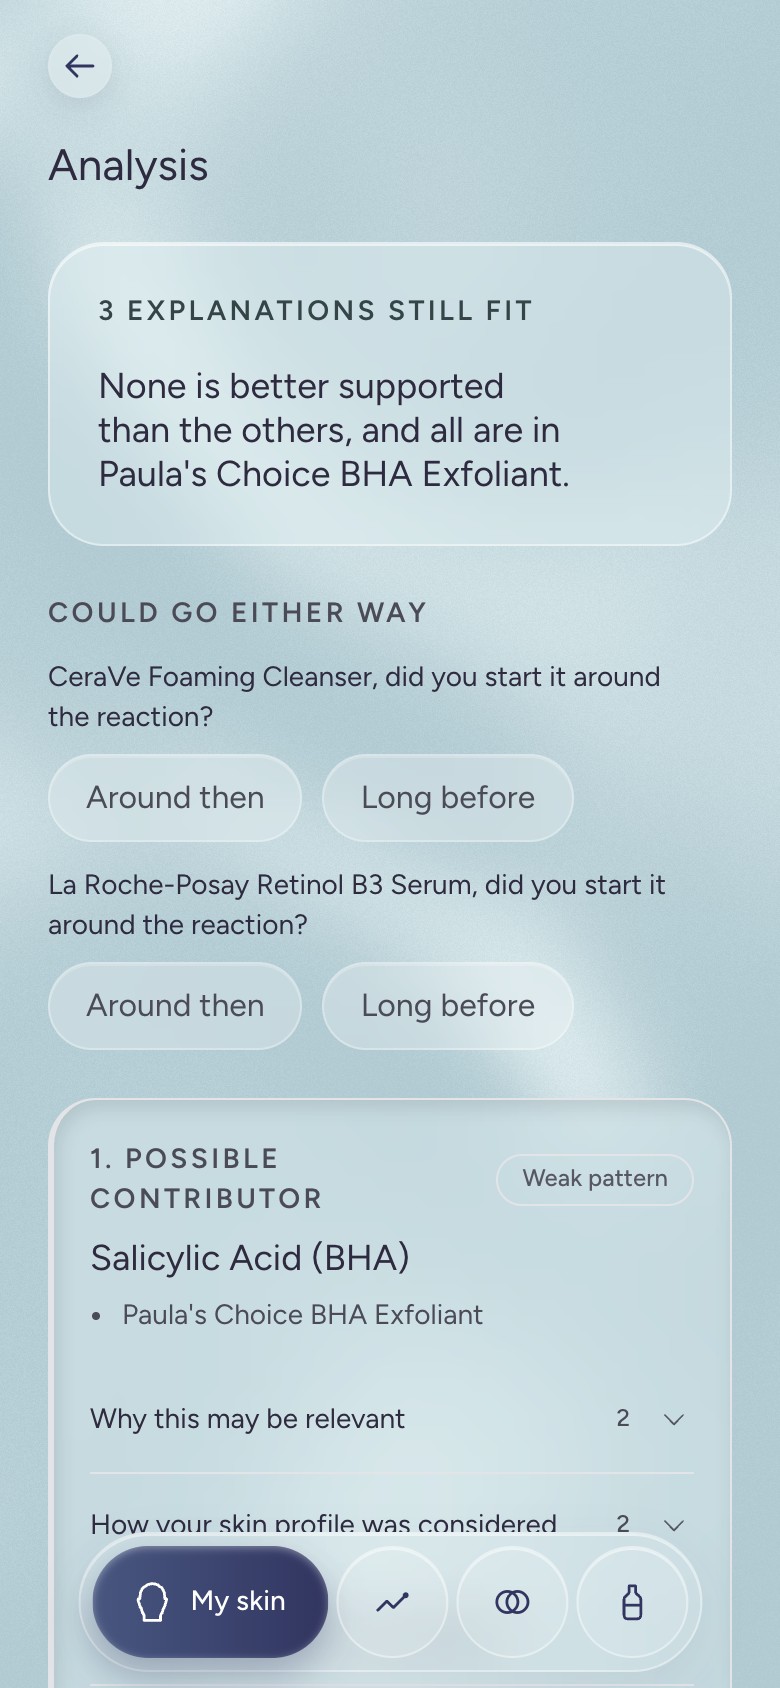 Analysis
3 EXPLANATIONS STILL FIT
None is better supported
than the others, and all are in
Paula's Choice BHA Exfoliant.
COULD GO EITHER WAY
CeraVe Foaming Cleanser, did you start it around
the reaction?
Around then
Long before
La Roche-Posay Retinol B3 Serum, did you start it
around the reaction?
Around then
Long before
1. POSSIBLE
CONTRIBUTOR
Weak pattern
Salicylic Acid (BHA)
• Paula's Choice BHA Exfoliant
Why this may be relevant 2
How your skin profile was considered 2
My skin